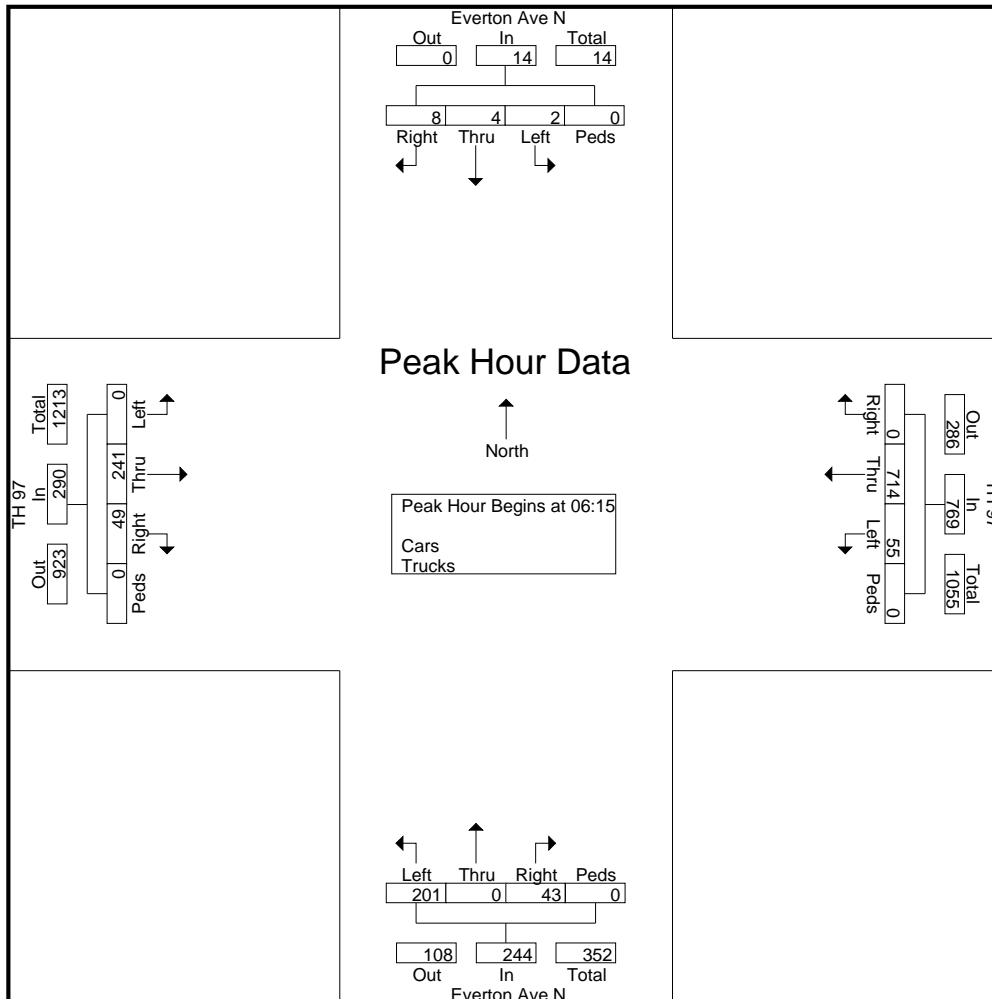 Everton Ave N
Out In Total
0 14 14
8 4 2 0
Right Thru Left Peds
Peak Hour Data
North
Peak Hour Begins at 06:15
Cars
Trucks
TH 97
Out In Total
923 290 1213
0 49 241 0
Peds Right Thru Left
TH 97
Out In Total
286 769 1055
0 714 55 0
Right Thru Left Peds
Left Thru Right Peds
201 0 43 0
108 244 352
Out In Total
Everton Ave N